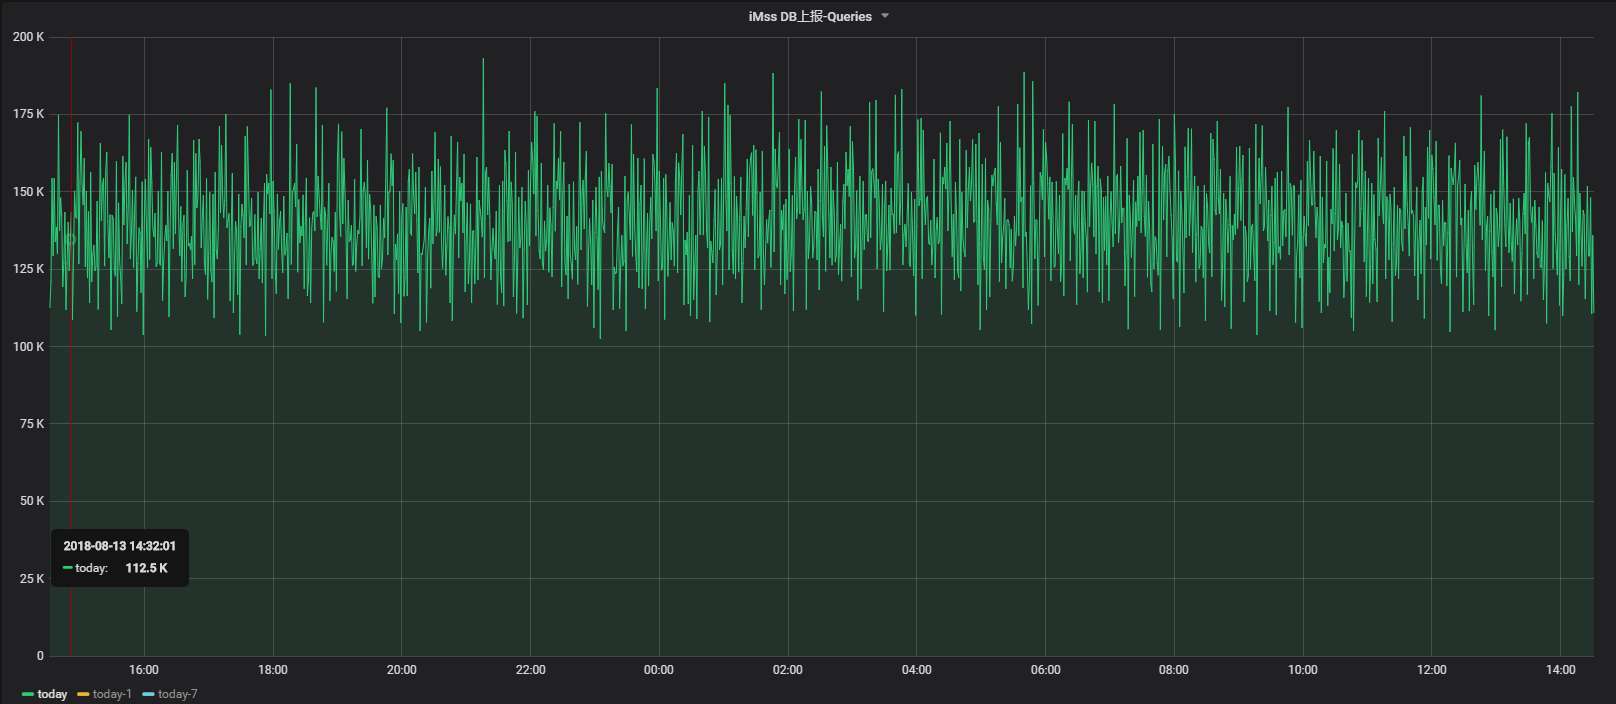 iMss DB上报-Queries
200 K
175 K
150 K
125 K
100 K
75 K
50 K
25 K
0
2018-08-13 14:32:01
today: 112.5 K
16:00 18:00 20:00 22:00 00:00 02:00 04:00 06:00 08:00 10:00 12:00 14:00
today today-1 today-7